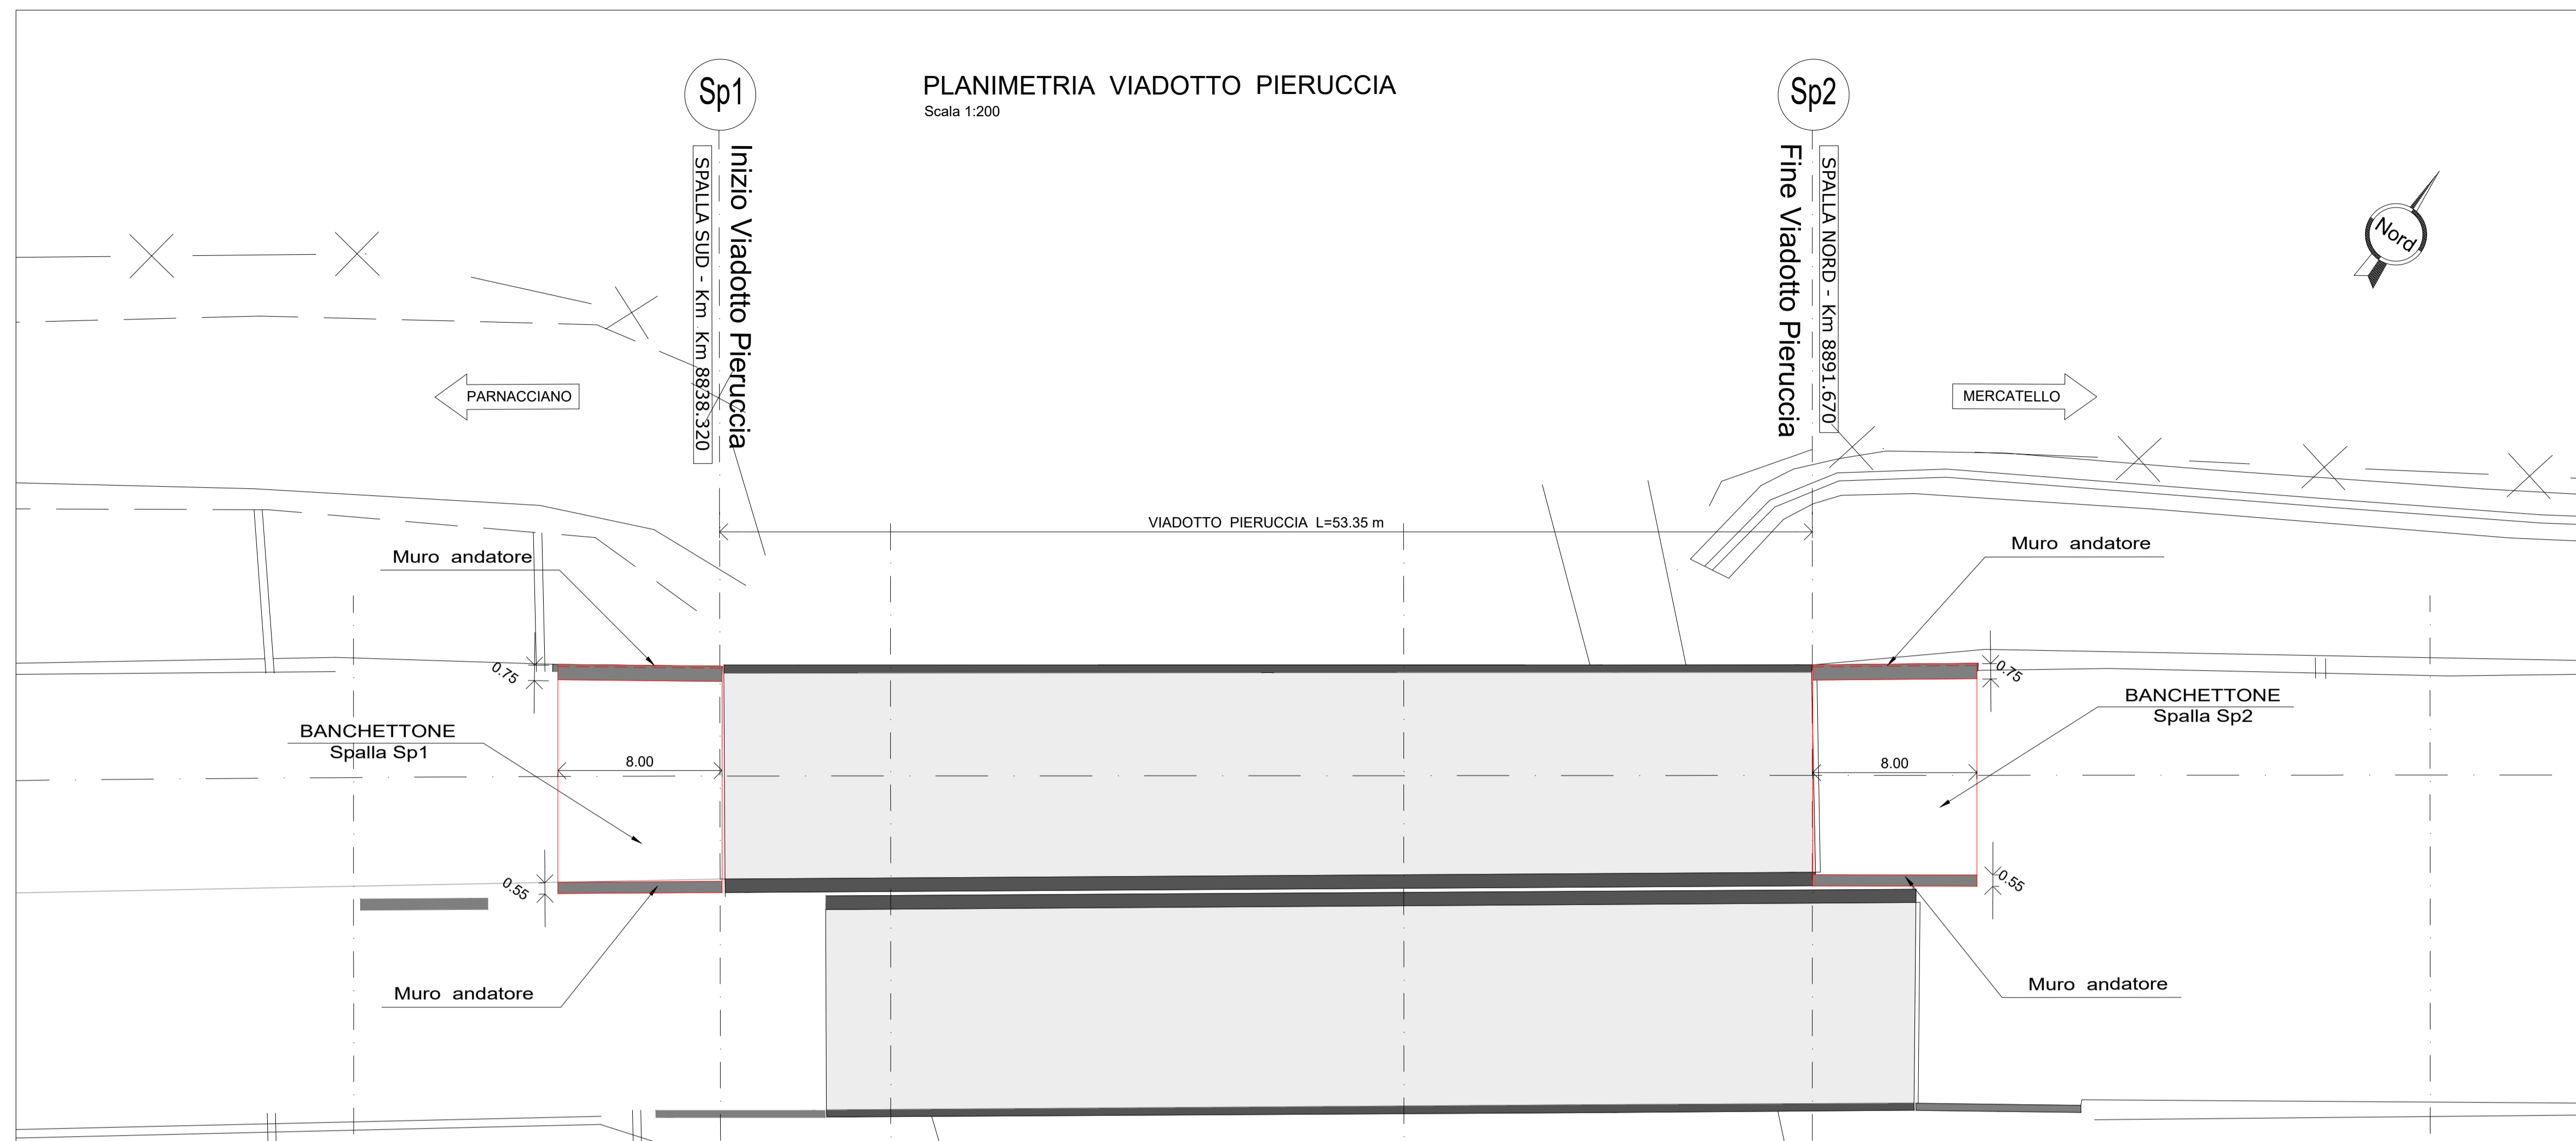 Sp1
PLANIMETRIA VIADOTTO PIERUCCIA
Scala 1:200
Sp2
SPALLA SUD - Km Km 8838.320
Inizio Viadotto Pieruccia
Fine Viadotto Pieruccia
SPALLA NORD - Km 8891.670
Nord
PARNACCIANO
MERCATELLO
VIADOTTO PIERUCCIA L=53.35 m
Muro andatore
Muro andatore
0.75
0.75
BANCHETTONE
Spalla Sp1
BANCHETTONE
Spalla Sp2
8.00
8.00
0.55
0.55
Muro andatore
Muro andatore